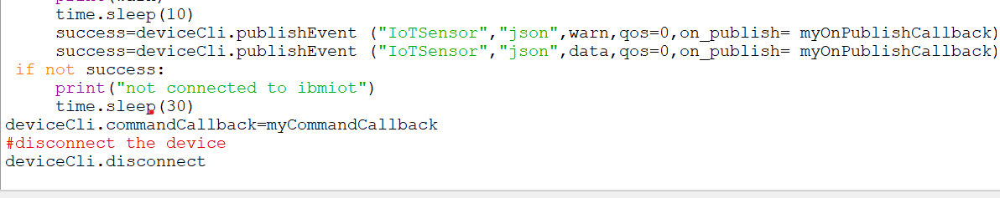 time.sleep(10)
success=deviceCli.publishEvent ("IoTSensor","json",warn,qos=0,on_publish= myOnPublishCallback)
success=deviceCli.publishEvent ("IoTSensor","json",data,qos=0,on_publish= myOnPublishCallback)
if not success:
print("not connected to ibmiot")
time.sleep(30)
deviceCli.commandCallback=myCommandCallback
#disconnect the device
deviceCli.disconnect